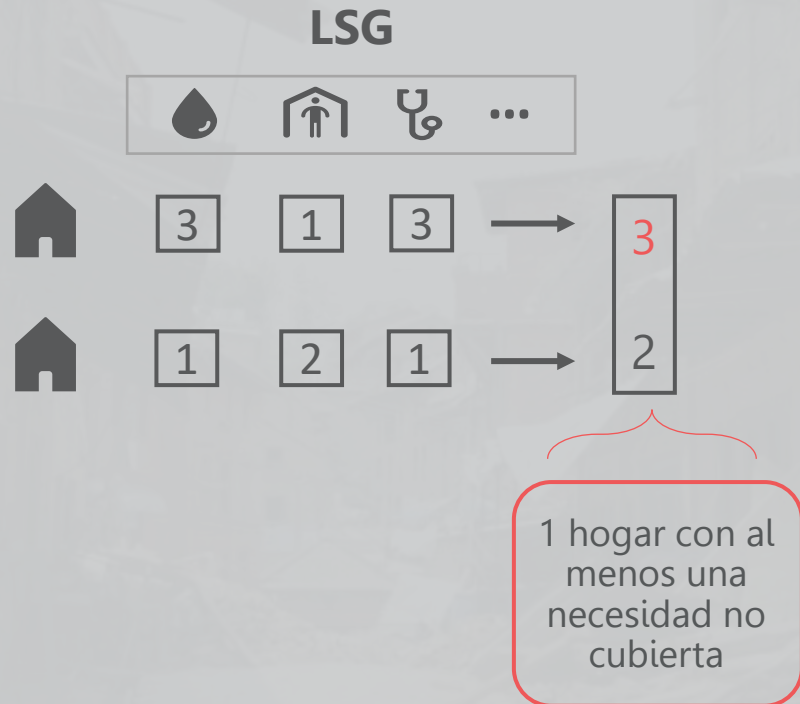 LSG
...
3 1 3 3
1 2 1 2
1 hogar con al
menos una
necesidad no
cubierta